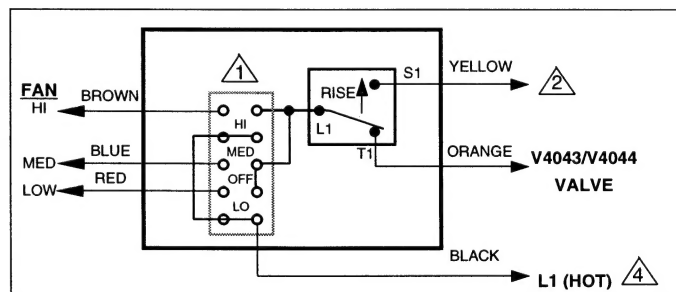 1
S1
YELLOW
2
FAN
HI
BROWN
RISE
L1
HI
T1
MED
BLUE
MED
ORANGE
V4043/V4044
VALVE
LOW
RED
OFF
LO
BLACK
L1 (HOT)
4